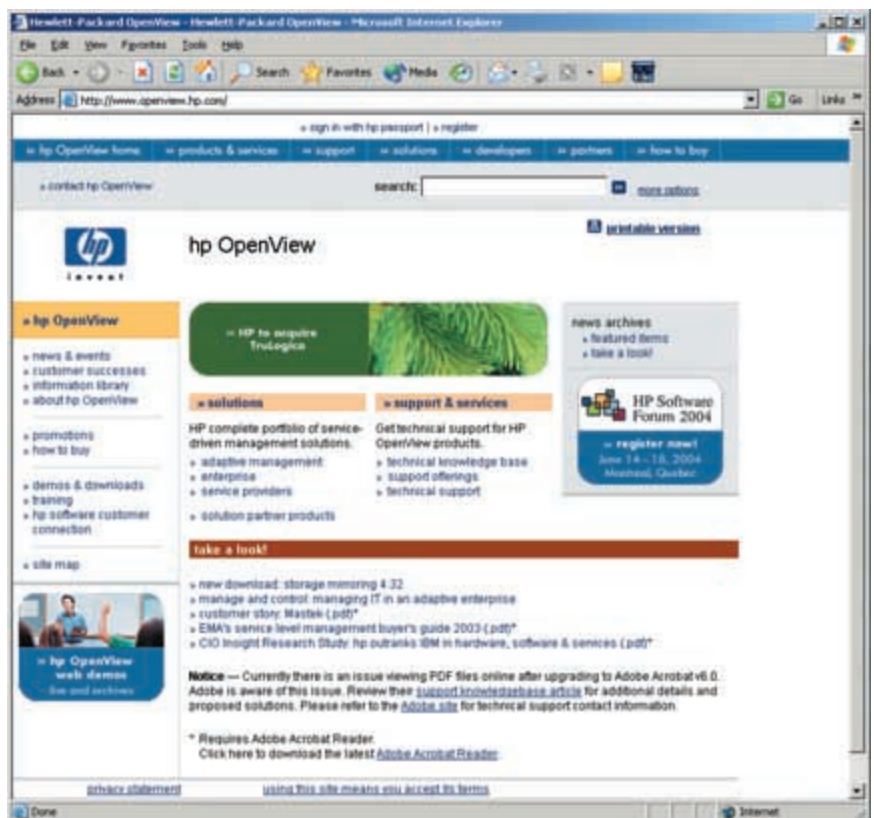 Hewlett-Packard OpenView - Hewlett-Packard OpenView - Microsoft Internet Explorer
File Edit View Favorites Tools Help
Back Search Favorites Media
Address http://www.openview.hp.com/ Go Links »
» sign in with hp passport | » register
» hp OpenView home » products & services » support » solutions » developers » partners » how to buy
» contact hp OpenView search: more options
printable version
hp
invent
hp OpenView
» hp OpenView
» news & events
» customer successes
» information library
» about hp OpenView
» promotions
» how to buy
» demos & downloads
» training
» hp software customer
connection
» site map
» hp OpenView
web demos
live and archives
» HP to acquire
TruLogica
» solutions
HP complete portfolio of service-
driven management solutions.
» adaptive management
» enterprise
» service providers
» solution partner products
» support & services
Get technical support for HP
OpenView products.
» technical knowledge base
» support offerings
» technical support
news archives
» featured items
» take a look!
HP Software
Forum 2004
» register now!
June 14 - 18, 2004
Montreal, Quebec
take a look!
» new download: storage mirroring 4.32
» manage and control: managing IT in an adaptive enterprise
» customer story: Mastek (.pdf)*
» EMA's service level management buyer's guide 2003 (.pdf)*
» CIO Insight Research Study: hp outranks IBM in hardware, software & services (.pdf)*
Notice — Currently there is an issue viewing PDF files online after upgrading to Adobe Acrobat v6.0.
Adobe is aware of this issue. Review their support knowledgebase article for additional details and
proposed solutions. Please refer to the Adobe site for technical support contact information.
* Requires Adobe Acrobat Reader.
Click here to download the latest Adobe Acrobat Reader.
privacy statement using this site means you accept its terms
Done Internet